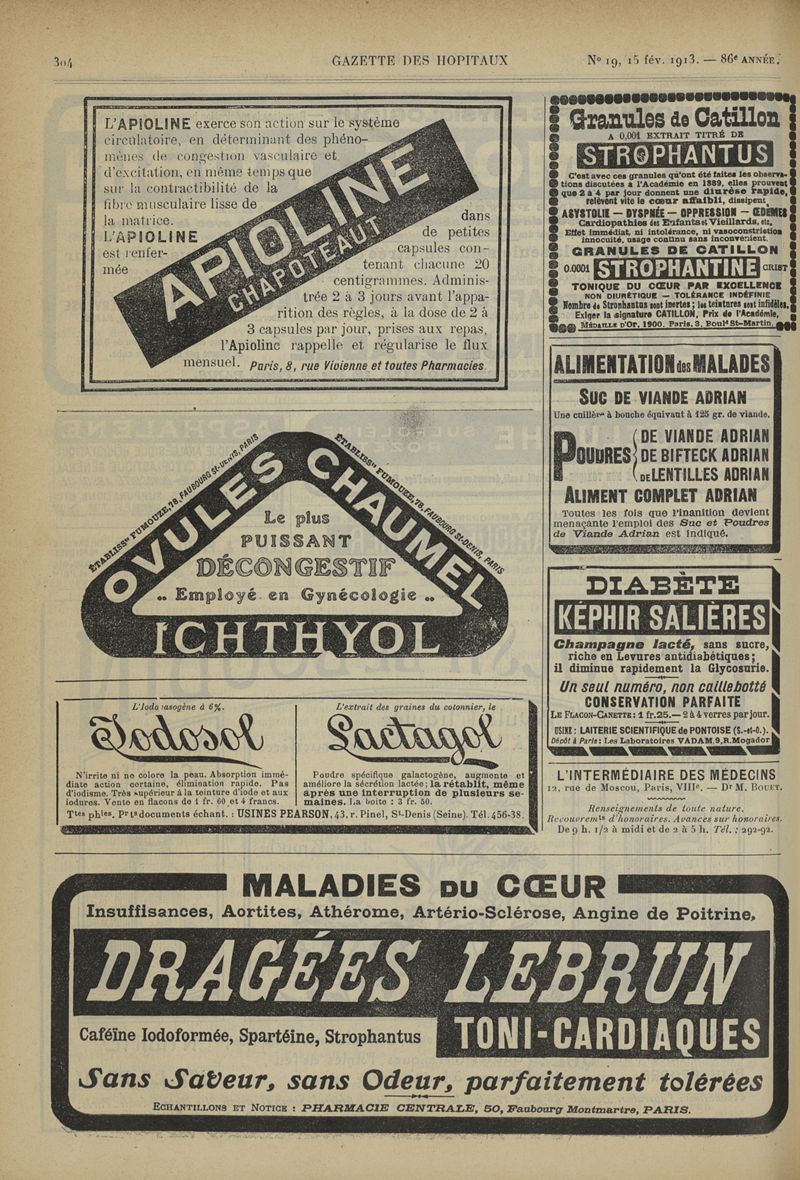 304
GAZETTE DES HOPITAUX
N° 19, 15 fév. 1913. — 86e ANNÉE.
L'APIOLINE exerce son action sur le système
circulatoire, en déterminant des phéno-
mènes de congestion vasculaire et
d'excitation, en même temps que
sur la contractibilité de la
fibre musculaire lisse de
la matrice.
L'APIOLINE
est renfer-
mée
APIOLINE
CHAPOTEAUT
dans
de petites
capsules con-
tenant chacune 20
centigrammes. Adminis-
trée 2 à 3 jours avant l'appa-
rition des règles, à la dose de 2 à
3 capsules par jour, prises aux repas,
l'Apioline rappelle et régularise le flux
mensuel. Paris, 8, rue Vivienne et toutes Pharmacies.
ÉTABLISSts FUMOUZE, 78, FAUBOURG St-DENIS, PARIS
ÉTABLISSts FUMOUZE, 78, FAUBOURG St-DENIS, PARIS
OVULES CHAUMEL
Le plus
PUISSANT
DÉCONGESTIF
Employé en Gynécologie
ICHTHYOL
L'Iodovasogène à 6%.
Iodosol
N'irrite ni ne colore la peau. Absorption immé-
diate action certaine, élimination rapide. Pas
d'iodisme. Très supérieur à la teinture d'iode et aux
iodures. Vente en flacons de 1 fr. 60 et 4 francs.
L'extrait des graines du cotonnier, le
Lactagol
Poudre spécifique galactogène, augmente et
améliore la sécrétion lactée; la rétablit, même
après une interruption de plusieurs se-
maines. La boîte : 3 fr. 50.
Ttes phies. Prts documents échant. : USINES PEARSON, 43, r. Pinel, St-Denis (Seine). Tél. 456-38.
Granules de Catillon
A 0,001 EXTRAIT TITRÉ DE
STROPHANTUS
C'est avec ces granules qu'ont été faites les observa-
tions discutées à l'Académie en 1889, elles prouvent
que 2 à 4 par jour donnent une diurèse rapide,
relèvent vite le cœur affaibli, dissipent
ASYSTOLIE — DYSPNÉE — OPPRESSION — ŒDÈMES
Cardiopathies des Enfants et Vieillards, etc.
Effet immédiat, ni intolérance, ni vasoconstriction
innocuité, usage continu sans inconvénient.
GRANULES DE CATILLON
0.0001 STROPHANTINE CRIST
TONIQUE DU CŒUR PAR EXCELLENCE
NON DIURÉTIQUE — TOLÉRANCE INDÉFINIE
Nombre de Strophantus sont inertes; les teintures sont infidèles,
Exiger la signature CATILLON, Prix de l'Académie,
MÉDAILLE D'OR, 1900. Paris, 3, Bould St-Martin.
ALIMENTATION des MALADES
SUC DE VIANDE ADRIAN
Une cuillère à bouche équivaut à 125 gr. de viande.
POUDRES
DE VIANDE ADRIAN
DE BIFTECK ADRIAN
DE LENTILLES ADRIAN
ALIMENT COMPLET ADRIAN
Toutes les fois que l'inanition devient
menaçante l'emploi des Suc et Poudres
de Viande Adrian est indiqué.
DIABÈTE
KÉPHIR SALIÈRES
Champagne lacté, sans sucre,
riche en Levures antidiabétiques;
il diminue rapidement la Glycosurie.
Un seul numéro, non caillebotté
CONSERVATION PARFAITE
LE FLACON-CANETTE: 1 fr. 25. — 2 à 4 verres par jour.
USINE : LAITERIE SCIENTIFIQUE de PONTOISE (S.-et-O.).
Dépôt à Paris: Les Laboratoires VADAM, 9, R. Mogador
L'INTERMÉDIAIRE DES MÉDECINS
12, rue de Moscou, Paris, VIIIe. — Dr M. BOUET.
Renseignements de toute nature.
Recouvremts d'honoraires. Avances sur honoraires.
De 9 h. 1/2 à midi et de 2 à 5 h. Tél. : 292-92.
MALADIES DU CŒUR
Insuffisances, Aortites, Athérome, Artério-Sclérose, Angine de Poitrine,
DRAGÉES LEBRUN
Caféïne Iodoformée, Spartéine, Strophantus
TONI-CARDIAQUES
Sans Saveur, sans Odeur, parfaitement tolérées
ECHANTILLONS ET NOTICE : PHARMACIE CENTRALE, 50, Faubourg Montmartre, PARIS.